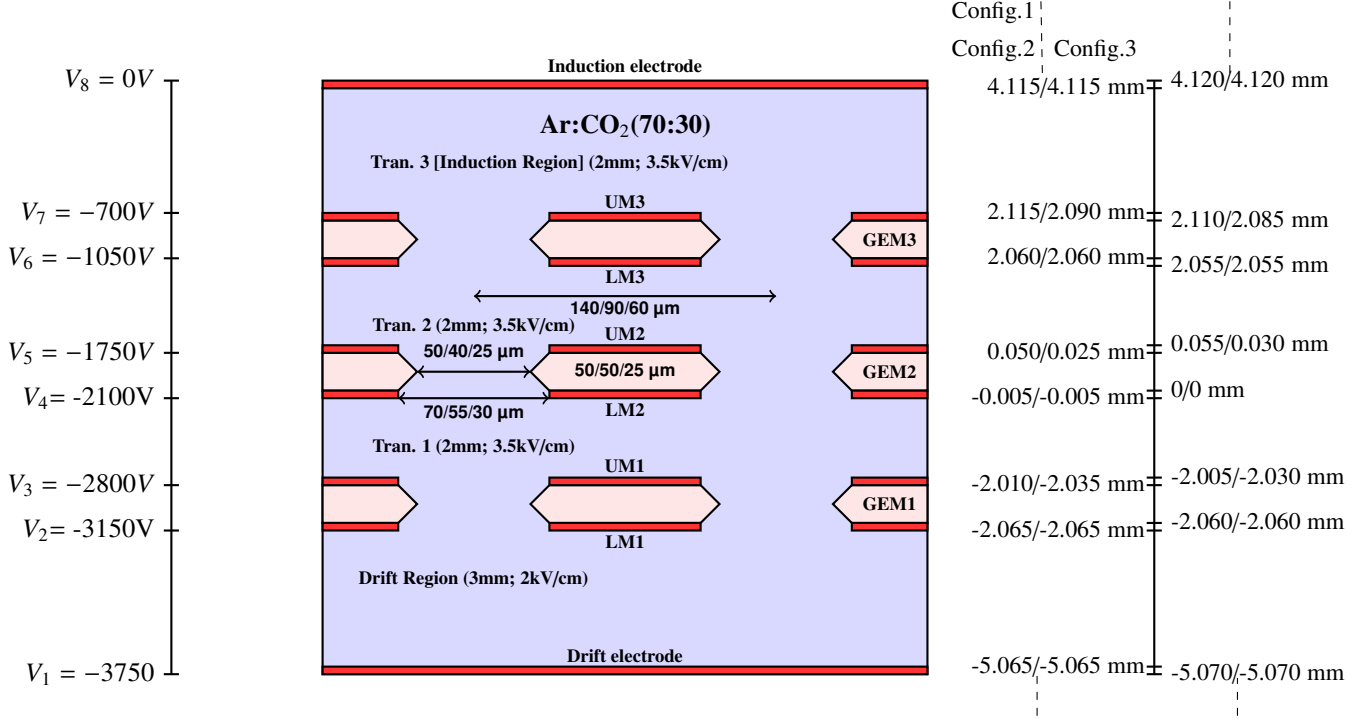 Config.1
Config.2 Config.3
Induction electrode
V8 = 0V
4.115/4.115 mm
4.120/4.120 mm
Ar:CO2(70:30)
Tran. 3 [Induction Region] (2mm; 3.5kV/cm)
V7 = −700V
UM3
2.115/2.090 mm
2.110/2.085 mm
GEM3
V6 = −1050V
2.060/2.060 mm
2.055/2.055 mm
LM3
140/90/60 µm
Tran. 2 (2mm; 3.5kV/cm)
UM2
V5 = −1750V
50/40/25 µm
0.050/0.025 mm
0.055/0.030 mm
50/50/25 µm
GEM2
V4= -2100V
-0.005/-0.005 mm
0/0 mm
70/55/30 µm
LM2
Tran. 1 (2mm; 3.5kV/cm)
UM1
V3 = −2800V
-2.010/-2.035 mm
-2.005/-2.030 mm
GEM1
V2= -3150V
-2.065/-2.065 mm
-2.060/-2.060 mm
LM1
Drift Region (3mm; 2kV/cm)
Drift electrode
V1 = −3750
-5.065/-5.065 mm
-5.070/-5.070 mm